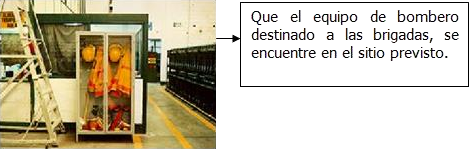 Que el equipo de bombero
destinado a las brigadas, se
encuentre en el sitio previsto.